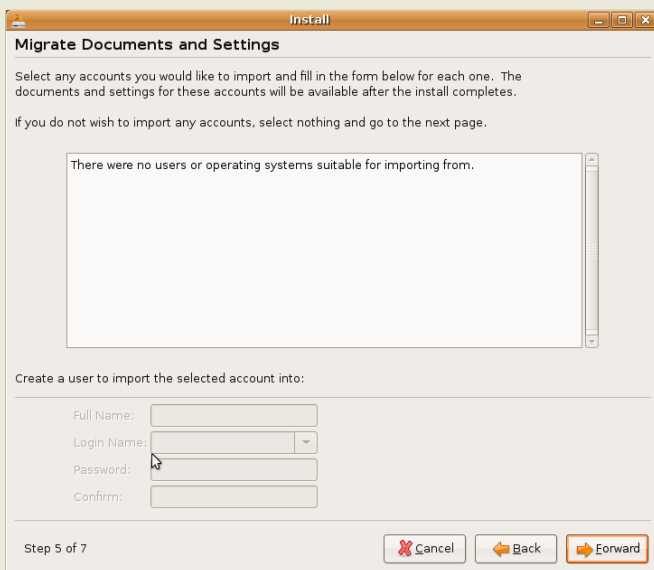 Install
Migrate Documents and Settings
Select any accounts you would like to import and fill in the form below for each one. The
documents and settings for these accounts will be available after the install completes.
If you do not wish to import any accounts, select nothing and go to the next page.
There were no users or operating systems suitable for importing from.
Create a user to import the selected account into:
Full Name:
Login Name:
Password:
Confirm:
Step 5 of 7
Cancel
Back
Forward